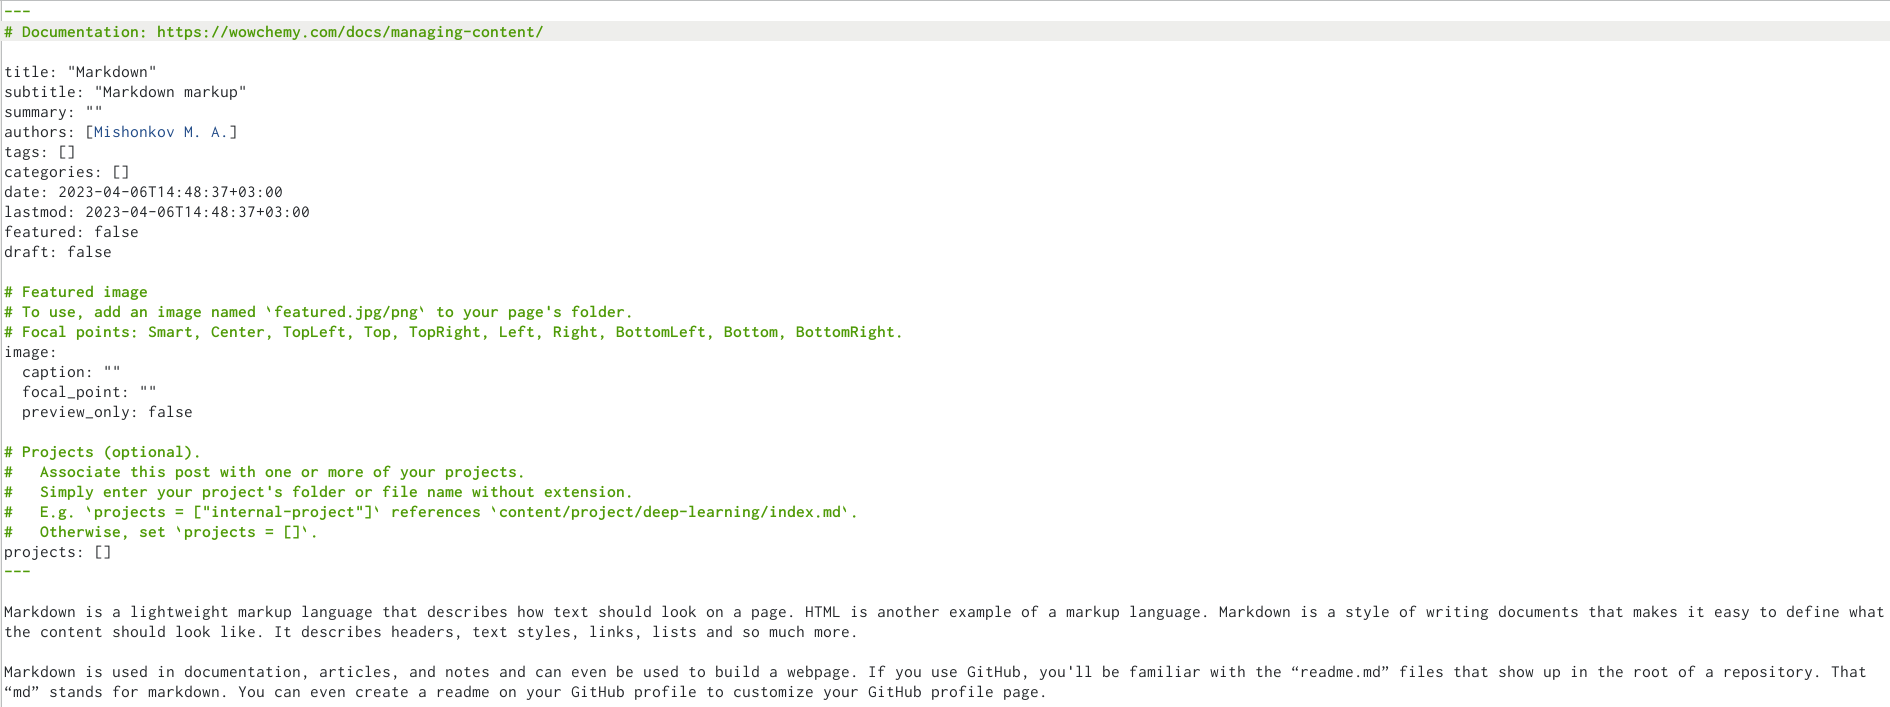 ---
# Documentation: https://wowchemy.com/docs/managing-content/

title: "Markdown"
subtitle: "Markdown markup"
summary: ""
authors: [Mishonkov M. A.]
tags: []
categories: []
date: 2023-04-06T14:48:37+03:00
lastmod: 2023-04-06T14:48:37+03:00
featured: false
draft: false

# Featured image
# To use, add an image named `featured.jpg/png` to your page's folder.
# Focal points: Smart, Center, TopLeft, Top, TopRight, Left, Right, BottomLeft, Bottom, BottomRight.
image:
  caption: ""
  focal_point: ""
  preview_only: false

# Projects (optional).
#   Associate this post with one or more of your projects.
#   Simply enter your project's folder or file name without extension.
#   E.g. `projects = ["internal-project"]` references `content/project/deep-learning/index.md`.
#   Otherwise, set `projects = []`.
projects: []
---

Markdown is a lightweight markup language that describes how text should look on a page. HTML is another example of a markup language. Markdown is a style of writing documents that makes it easy to define what
the content should look like. It describes headers, text styles, links, lists and so much more.

Markdown is used in documentation, articles, and notes and can even be used to build a webpage. If you use GitHub, you'll be familiar with the “readme.md” files that show up in the root of a repository. That
“md” stands for markdown. You can even create a readme on your GitHub profile to customize your GitHub profile page.